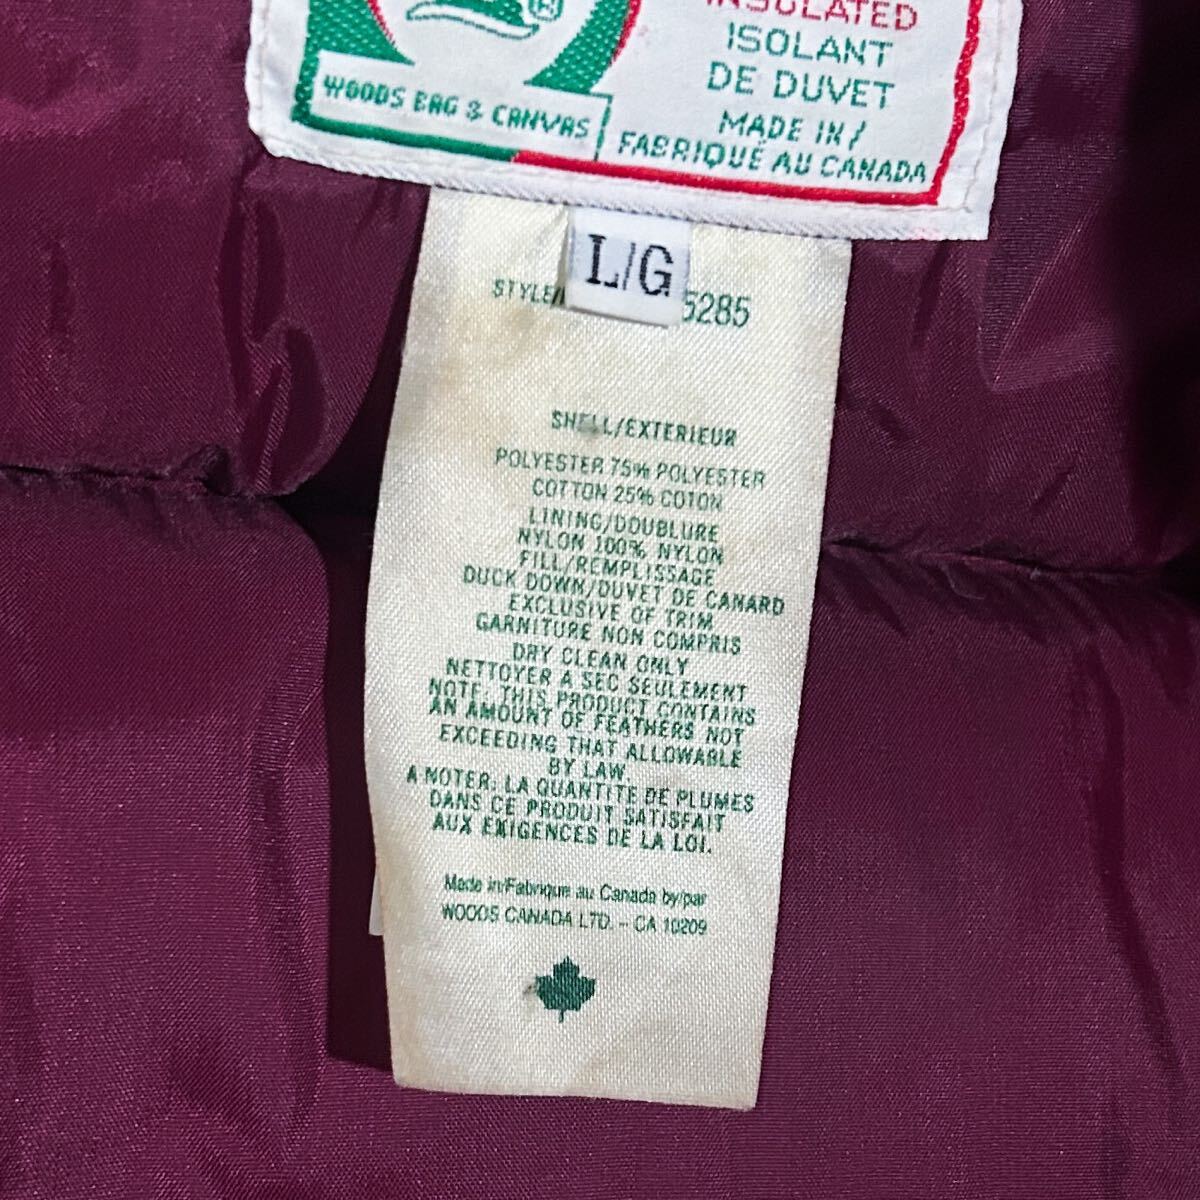 ®
WOODS BAG & CANVAS
INSULATED
ISOLANT
DE DUVET
MADE IN /
FABRIQUÉ AU CANADA
L/G
5285
SHELL/EXTERIEUR
POLYESTER 75% POLYESTER
COTTON 25% COTON
LINING/DOUBLURE
NYLON 100% NYLON
FILL/REMPLISSAGE
DUCK DOWN/DUVET DE CANARD
EXCLUSIVE OF TRIM
GARNITURE NON COMPRIS
DRY CLEAN ONLY
NETTOYER A SEC SEULEMENT
NOTE: THIS PRODUCT CONTAINS
AN AMOUNT OF FEATHERS NOT
EXCEEDING THAT ALLOWABLE
BY LAW.
A NOTER: LA QUANTITE DE PLUMES
DANS CE PRODUIT SATISFAIT
AUX EXIGENCES DE LA LOI.
Made in/Fabrique au Canada by/par
WOODS CANADA LTD. - CA 10209